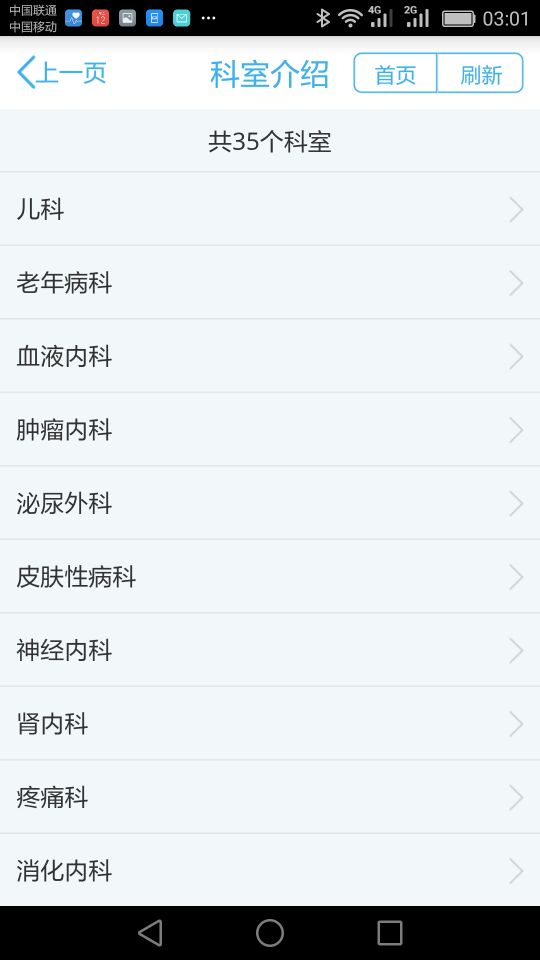 中国联通
中国移动
12
4G
2G
03:01
上一页
科室介绍
首页
刷新
共35个科室
儿科
老年病科
血液内科
肿瘤内科
泌尿外科
皮肤性病科
神经内科
肾内科
疼痛科
消化内科